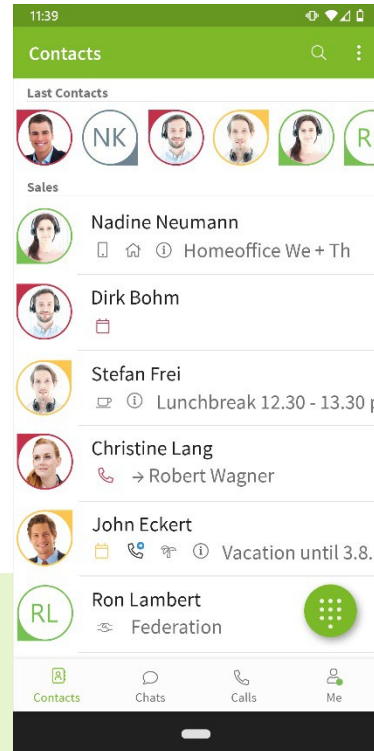 11:39
Contacts
Last Contacts
NK
R
Sales
Nadine Neumann
Homeoffice We + Th
Dirk Bohm
Stefan Frei
Lunchbreak 12.30 - 13.30
Christine Lang
→ Robert Wagner
John Eckert
Vacation until 3.8.
RL
Ron Lambert
Federation
Contacts
Chats
Calls
Me